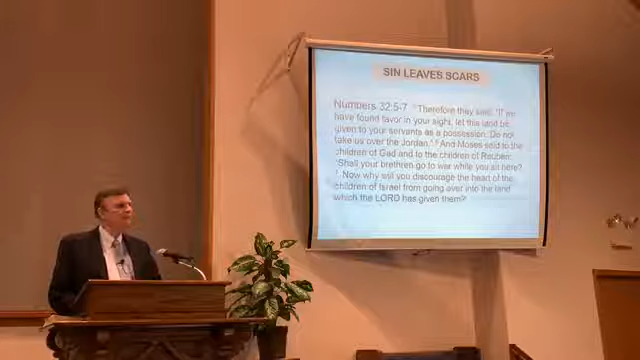 SIN LEAVES SCARS
Numbers 32:5-7 Therefore they said, "If we
have found favor in your sight, let this land be
given to your servants as a possession. Do not
take us over the Jordan." And Moses said to the
children of Gad and to the children of Reuben:
"Shall your brethren go to war while you sit here?
7 Now why will you discourage the heart of the
children of Israel from going over into the land
which the LORD has given them?